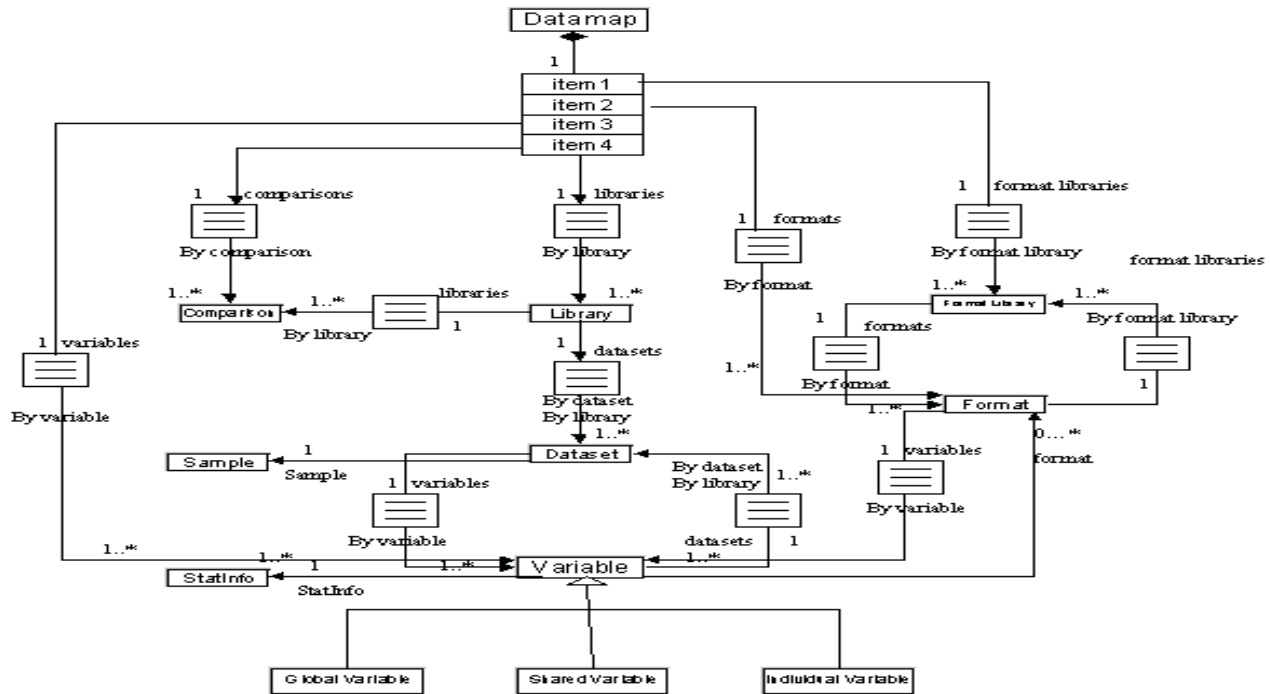 Datamap
1
item 1
item 2
item 3
item 4
1 comparisons
1 libraries
1 format libraries
1 formats
By comparison
By library
By format library
format libraries
By format
1..*
1..*
libraries
1..*
1..*
1..*
Comparison
Library
Format Library
By library
1
By format library
1 variables
1 datasets
1 formats
1..*
By format
1
By dataset
By library
By variable
1..*
Format
1..*
0...*
format
Sample
1
Sample
Dataset
1 variables
By dataset
By library
1..*
1 variables
By variable
By variable
datasets 1
1..*
1..*
1..*
1..*
Variable
StatInfo
1
StatInfo
Global Variable
Shared Variable
Individual Variable